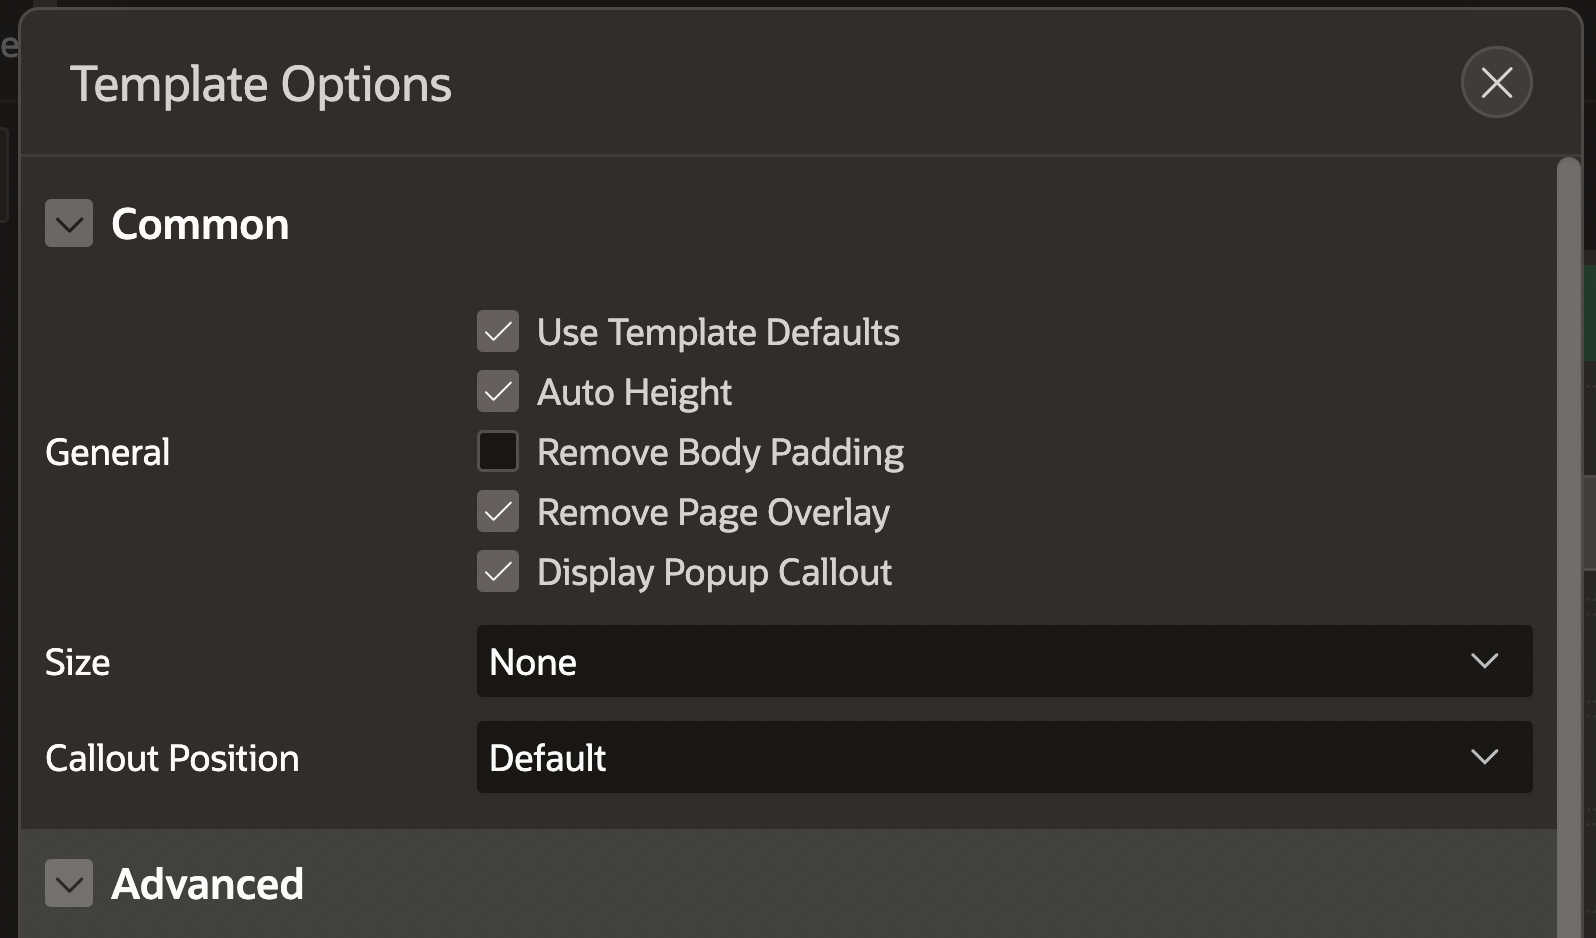 Template Options
Common
General
Use Template Defaults
Auto Height
Remove Body Padding
Remove Page Overlay
Display Popup Callout
Size
None
Callout Position
Default
Advanced